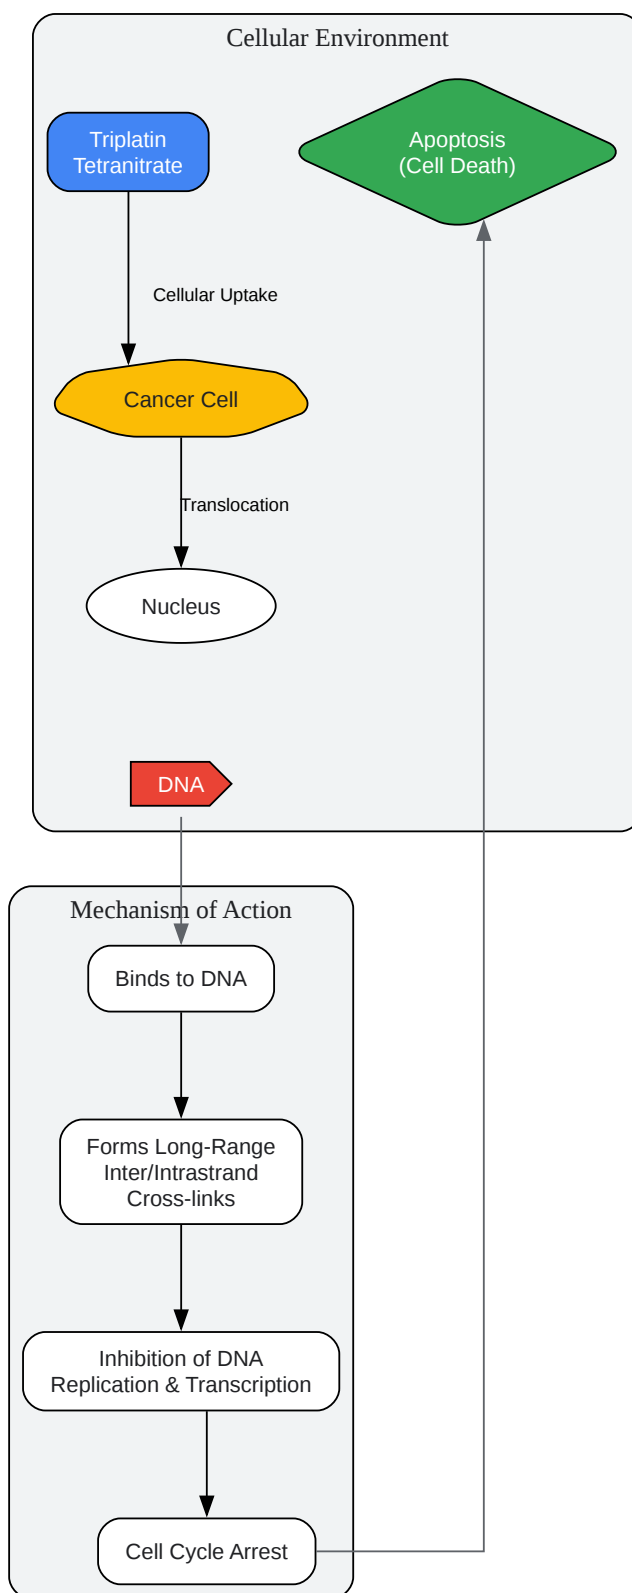 Cellular Environment
Triplatin
Tetranitrate
Apoptosis
(Cell Death)
Cellular Uptake
Cancer Cell
Translocation
Nucleus
DNA
Mechanism of Action
Binds to DNA
Forms Long-Range
Inter/Intrastrand
Cross-links
Inhibition of DNA
Replication & Transcription
Cell Cycle Arrest